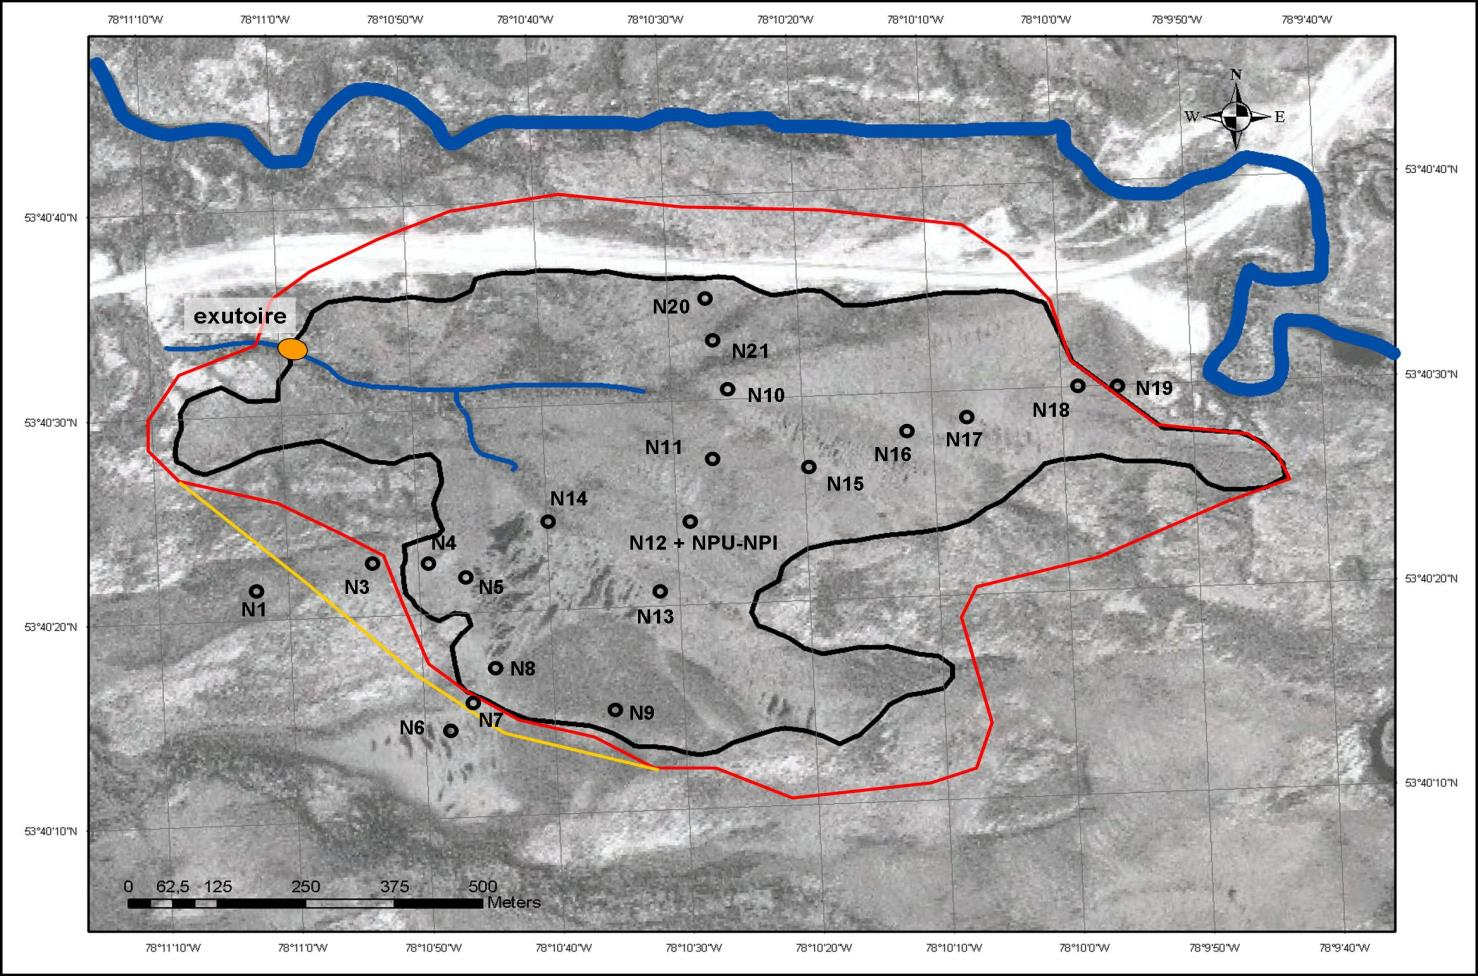 78°11'10"W 78°11'0"W 78°10'50"W 78°10'40"W 78°10'30"W 78°10'20"W 78°10'10"W 78°10'0"W 78°9'50"W 78°9'40"W
N
W E
53°40'40"N
53°40'40"N
exutoire
N20
N21
53°40'30"N
N10
N18
N19
53°40'30"N
N11
N17
N16
N15
N14
N12 + NPU-NPI
N4
N3
N5
53°40'20"N
N1
N13
53°40'20"N
N8
N9
N7
N6
53°40'10"N
53°40'10"N
0 62,5 125 250 375 500
Meters
78°11'10"W 78°11'0"W 78°10'50"W 78°10'40"W 78°10'30"W 78°10'20"W 78°10'10"W 78°10'0"W 78°9'50"W 78°9'40"W